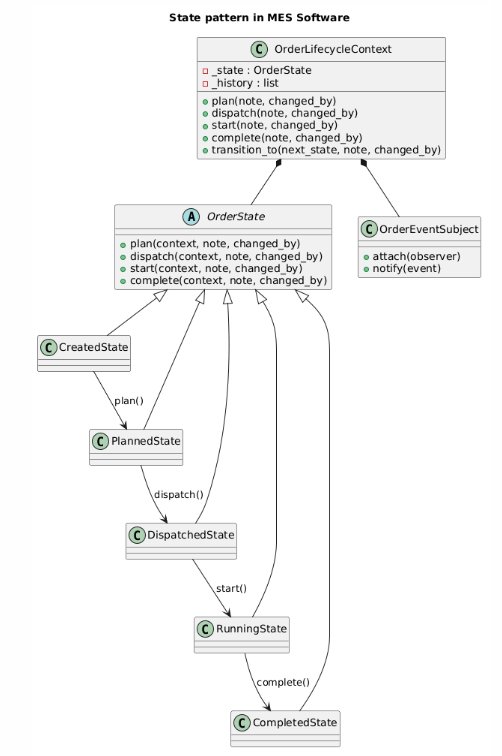 State pattern in MES Software
C OrderLifecycleContext
_state : OrderState
_history : list
plan(note, changed_by)
dispatch(note, changed_by)
start(note, changed_by)
complete(note, changed_by)
transition_to(next_state, note, changed_by)
A OrderState
plan(context, note, changed_by)
dispatch(context, note, changed_by)
start(context, note, changed_by)
complete(context, note, changed_by)
C OrderEventSubject
attach(observer)
notify(event)
C CreatedState
plan()
C PlannedState
dispatch()
C DispatchedState
start()
C RunningState
complete()
C CompletedState